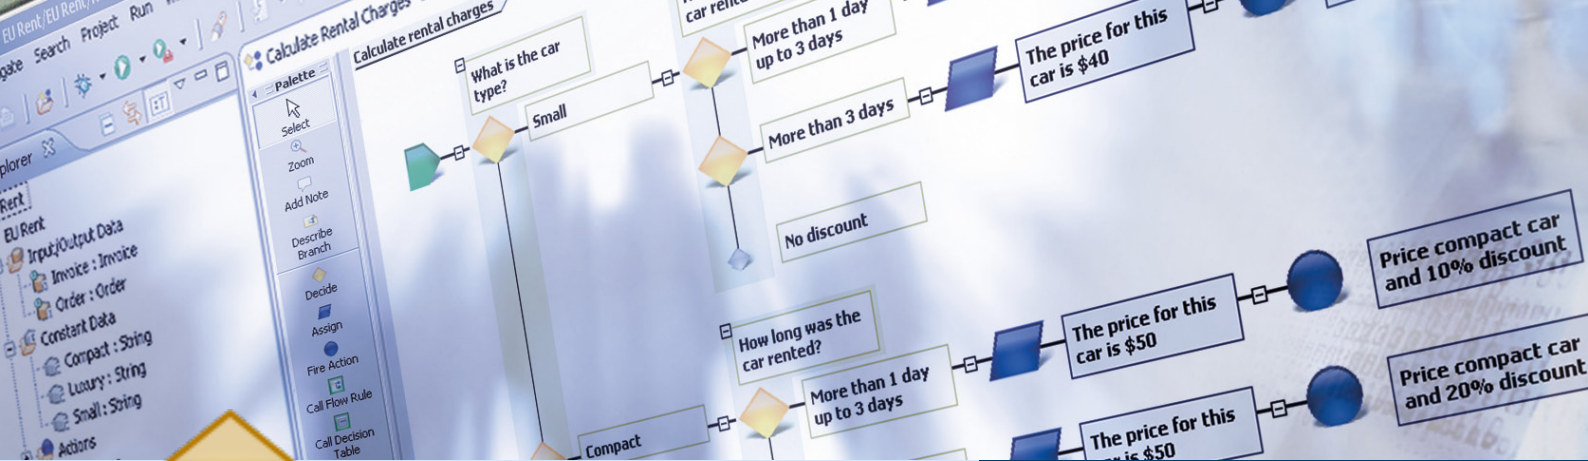 EU Rent/EU Rent/
Search Project Run
Calculate Rental Charges
Calculate rental charges
Palette
Select
Zoom
Add Note
Describe
Branch
Decide
Assign
Fire Action
Call Flow Rule
Call Decision
Table
plorer
Rent
EU Rent
Input/Output Data
Invoice : Invoice
Order : Order
Constant Data
Compact : String
Luxury : String
Small : String
Actions
What is the car
type?
Small
More than 1 day
up to 3 days
More than 3 days
The price for this
car is $40
No discount
How long was the
car rented?
More than 1 day
up to 3 days
The price for this
car is $50
Price compact car
and 10% discount
Compact
The price for this
car is $50
Price compact car
and 20% discount